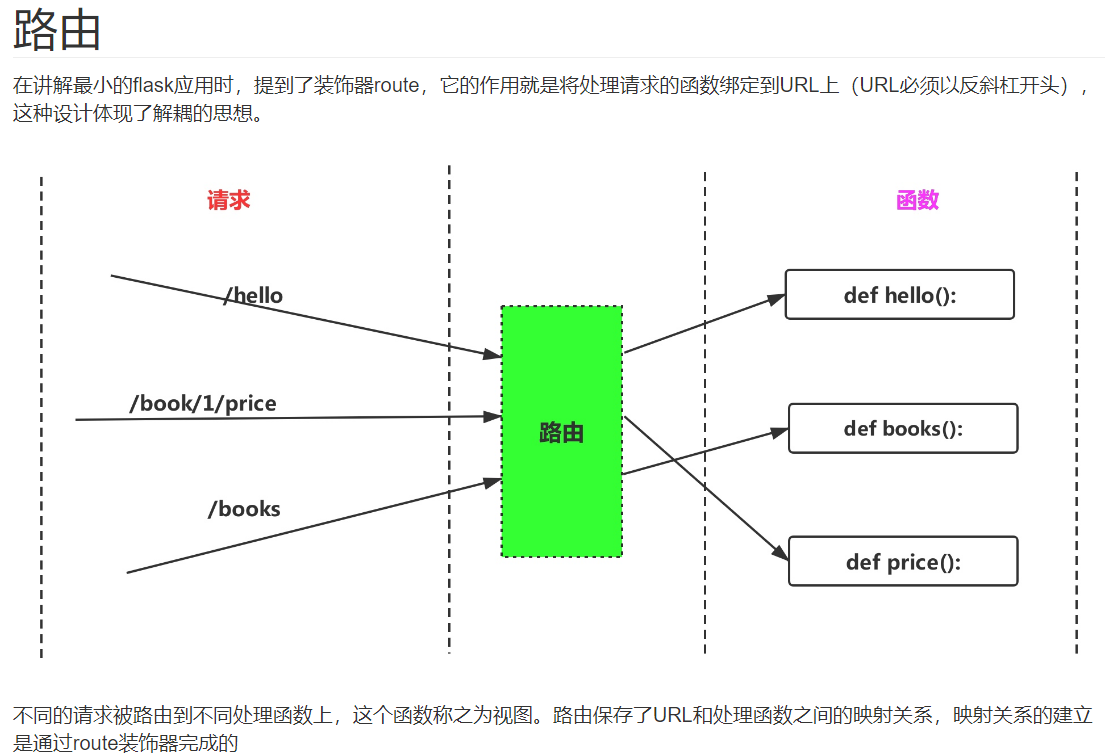 路由
在讲解最小的flask应用时，提到了装饰器route，它的作用就是将处理请求的函数绑定到URL上（URL必须以反斜杠开头），
这种设计体现了解耦的思想。
请求
函数
/hello
def hello():
/book/1/price
路由
def books():
/books
def price():
不同的请求被路由到不同处理函数上，这个函数称之为视图。路由保存了URL和处理函数之间的映射关系，映射关系的建立
是通过route装饰器完成的